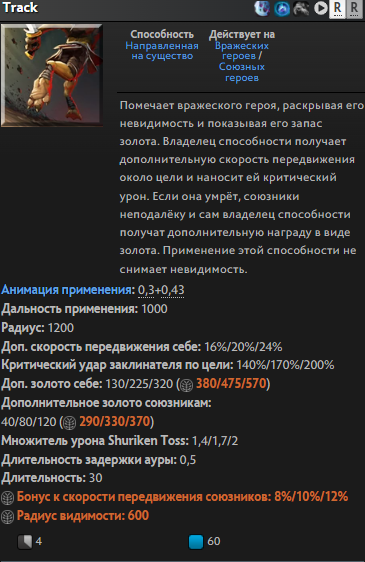 Track
R R
Способность
Направленная
на существо
Действует на
Вражеских
героев /
Союзных
героев
Помечает вражеского героя, раскрывая его
невидимость и показывая его запас
золота. Владелец способности получает
дополнительную скорость передвижения
около цели и наносит ей критический
урон. Если она умрёт, союзники
неподалёку и сам владелец способности
получат дополнительную награду в виде
золота. Применение этой способности не
снимает невидимость.
Анимация применения: 0,3+0,43
Дальность применения: 1000
Радиус: 1200
Доп. скорость передвижения себе: 16%/20%/24%
Критический удар заклинателя по цели: 140%/170%/200%
Доп. золото себе: 130/225/320 (380/475/570)
Дополнительное золото союзникам:
40/80/120 (290/330/370)
Множитель урона Shuriken Toss: 1,4/1,7/2
Длительность задержки ауры: 0,5
Длительность: 30
Бонус к скорости передвижения союзников: 8%/10%/12%
Радиус видимости: 600
4 60